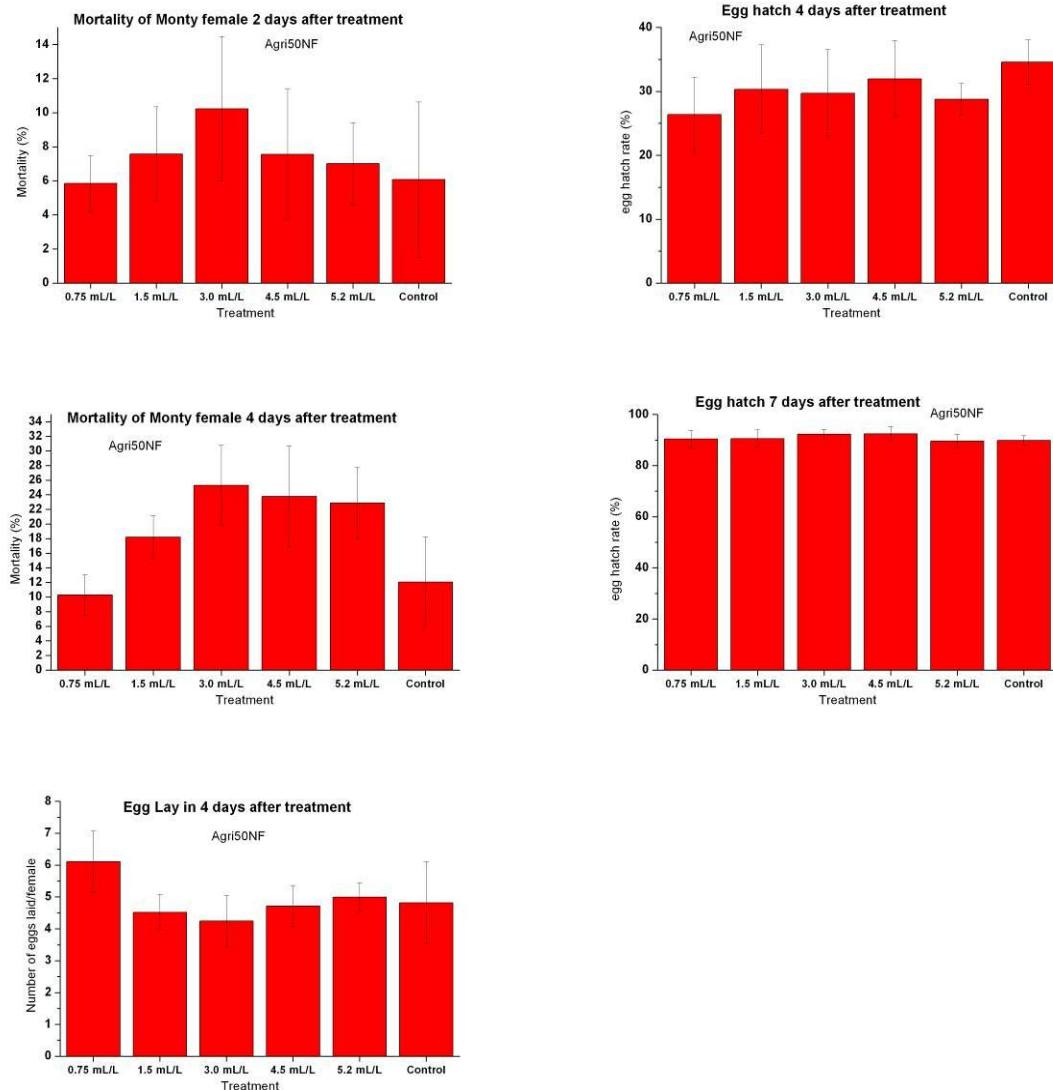 Mortality of Monty female 2 days after treatment
Agri50NF
14
12
10
8
6
4
2
0
Mortality (%)
0.75 mL/L 1.5 mL/L 3.0 mL/L 4.5 mL/L 5.2 mL/L Control
Treatment
Egg hatch 4 days after treatment
Agri50NF
40
30
20
10
0
egg hatch rate (%)
0.75 mL/L 1.5 mL/L 3.0 mL/L 4.5 mL/L 5.2 mL/L Control
Treatment
Mortality of Monty female 4 days after treatment
Agri50NF
34
32
30
28
26
24
22
20
18
16
14
12
10
8
6
4
2
0
Mortality (%)
0.75 mL/L 1.5 mL/L 3.0 mL/L 4.5 mL/L 5.2 mL/L Control
Treatment
Egg hatch 7 days after treatment
Agri50NF
100
80
60
40
20
0
egg hatch rate (%)
0.75 mL/L 1.5 mL/L 3.0 mL/L 4.5 mL/L 5.2 mL/L Control
Treatment
Egg Lay in 4 days after treatment
Agri50NF
8
7
6
5
4
3
2
1
0
Number of eggs laid/female
0.75 mL/L 1.5 mL/L 3.0 mL/L 4.5 mL/L 5.2 mL/L Control
Treatment